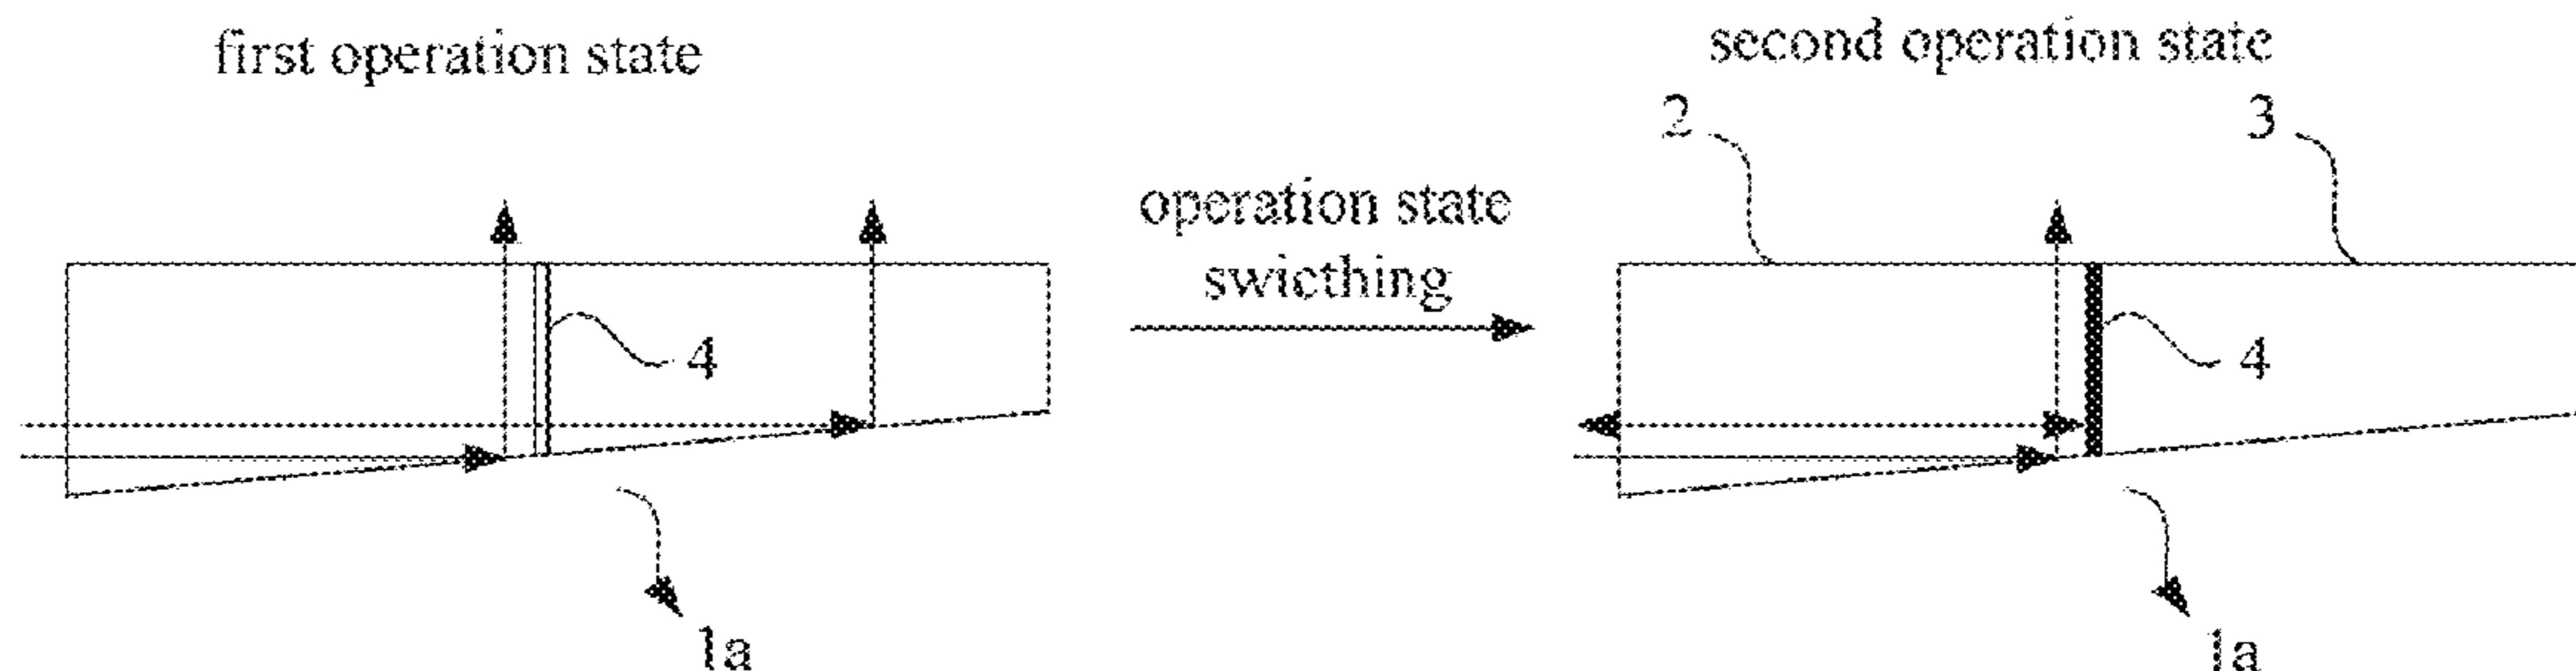 first operation state
second operation state
2
3
operation state
swicthing
4
4
1a
1a